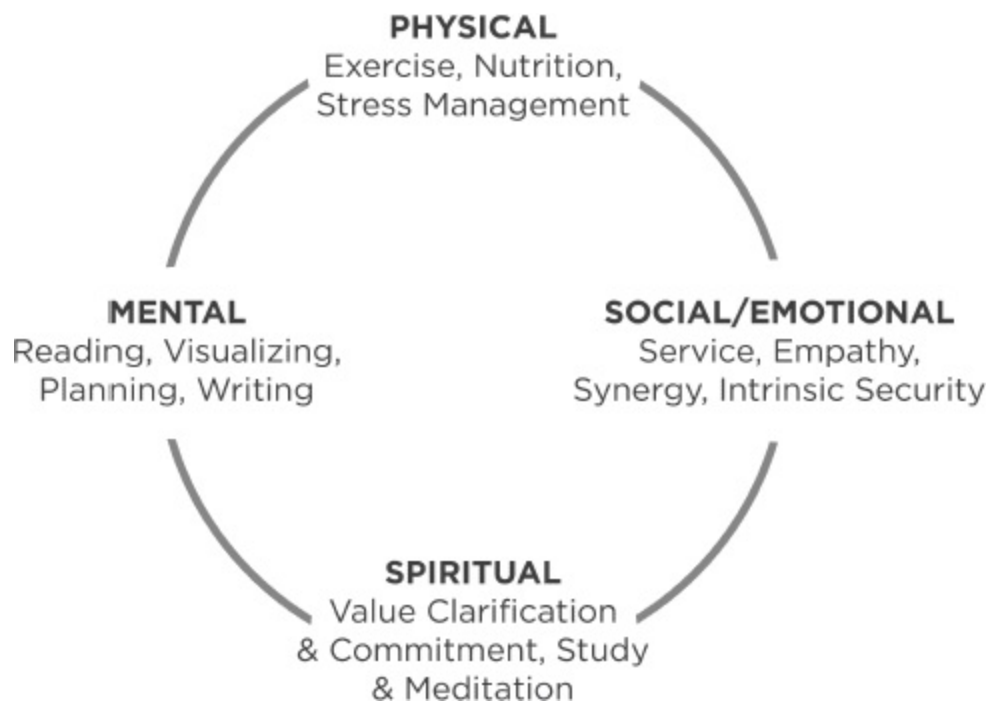 PHYSICAL
Exercise, Nutrition,
Stress Management
MENTAL
Reading, Visualizing,
Planning, Writing
SOCIAL/EMOTIONAL
Service, Empathy,
Synergy, Intrinsic Security
SPIRITUAL
Value Clarification
& Commitment, Study
& Meditation